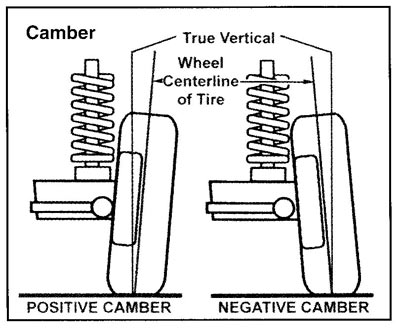 Camber
True Vertical
Wheel
Centerline
of Tire
POSITIVE CAMBER
NEGATIVE CAMBER